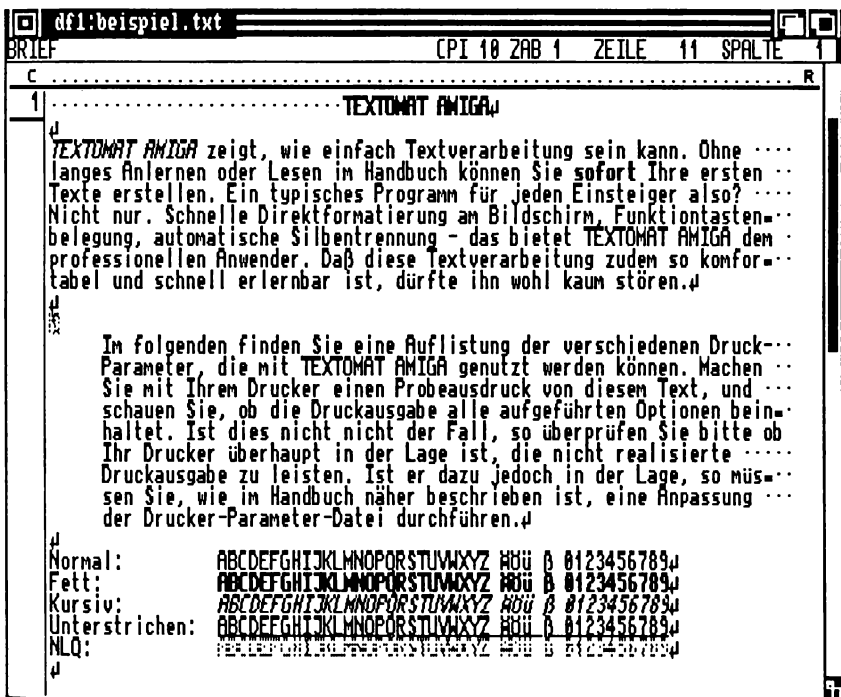 df1:beispiel.txt
BRIEF CPI 10 ZAB 1 ZEILE 11 SPALTE 1
C R
1 TEXTOMAT AMIGA
TEXTOMAT AMIGA zeigt, wie einfach Textverarbeitung sein kann. Ohne
langes Anlernen oder Lesen im Handbuch können Sie sofort Ihre ersten
Texte erstellen. Ein typisches Programm für jeden Einsteiger also?
Nicht nur. Schnelle Direktformatierung am Bildschirm, Funktiontasten-
belegung, automatische Silbentrennung - das bietet TEXTOMAT AMIGA dem
professionellen Anwender. Daß diese Textverarbeitung zudem so komfor-
tabel und schnell erlernbar ist, dürfte ihn wohl kaum stören.
Im folgenden finden Sie eine Auflistung der verschiedenen Druck-
Parameter, die mit TEXTOMAT AMIGA genutzt werden können. Machen
Sie mit Ihrem Drucker einen Probeausdruck von diesem Text, und
schauen Sie, ob die Druckausgabe alle aufgeführten Optionen bein-
haltet. Ist dies nicht nicht der Fall, so überprüfen Sie bitte ob
Ihr Drucker überhaupt in der Lage ist, die nicht realisierte
Druckausgabe zu leisten. Ist er dazu jedoch in der Lage, so müs-
sen Sie, wie im Handbuch näher beschrieben ist, eine Anpassung
der Drucker-Parameter-Datei durchführen.
Normal: ABCDEFGHIJKLMNOPQRSTUVWXYZ ÄÖü ß 0123456789
Fett: ABCDEFGHIJKLMNOPQRSTUVWXYZ ÄÖü ß 0123456789
Kursiv: ABCDEFGHIJKLMNOPQRSTUVWXYZ ÄÖü ß 0123456789
Unterstrichen: ABCDEFGHIJKLMNOPQRSTUVWXYZ ÄÖü ß 0123456789
NLQ: ABCDEFGHIJKLMNOPQRSTUVWXYZ ÄÖü ß 0123456789